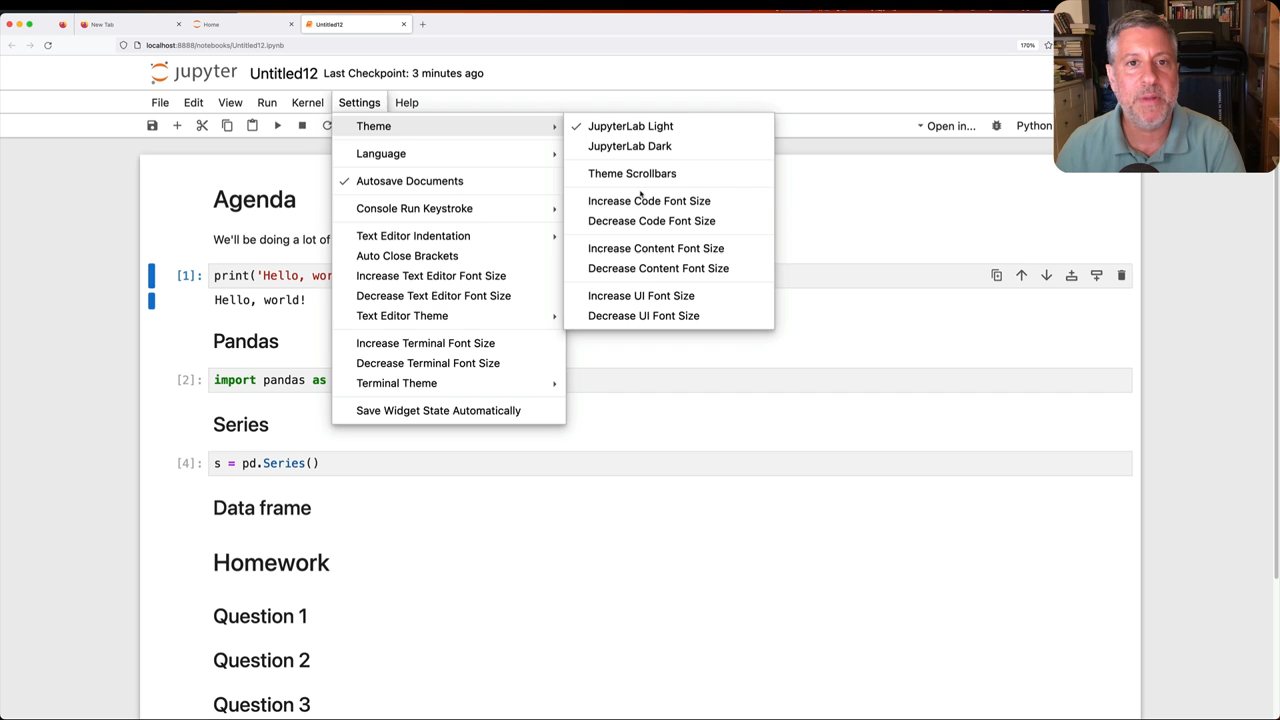 New Tab
Home
Untitled12
localhost:8888/notebooks/Untitled12.ipynb
170%
jupyter Untitled12 Last Checkpoint: 3 minutes ago
File Edit View Run Kernel Settings Help
Open in... Python
Theme
Language
Autosave Documents
Console Run Keystroke
Text Editor Indentation
Auto Close Brackets
Increase Text Editor Font Size
Decrease Text Editor Font Size
Text Editor Theme
Increase Terminal Font Size
Decrease Terminal Font Size
Terminal Theme
Save Widget State Automatically
JupyterLab Light
JupyterLab Dark
Theme Scrollbars
Increase Code Font Size
Decrease Code Font Size
Increase Content Font Size
Decrease Content Font Size
Increase UI Font Size
Decrease UI Font Size
Agenda
We'll be doing a lot of
[1]: print('Hello, wor
Hello, world!
Pandas
[2]: import pandas as
Series
[4]: s = pd.Series()
Data frame
Homework
Question 1
Question 2
Question 3